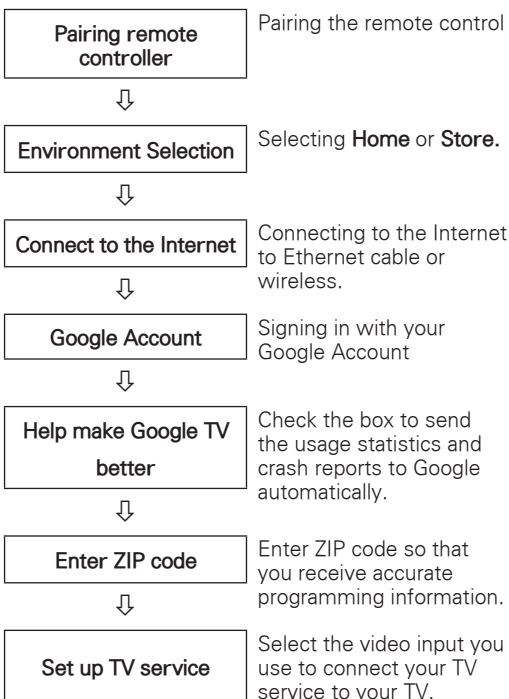 Pairing remote
controller
Pairing the remote control
Environment Selection
Selecting Home or Store.
Connect to the Internet
Connecting to the Internet
to Ethernet cable or
wireless.
Google Account
Signing in with your
Google Account
Help make Google TV
better
Check the box to send
the usage statistics and
crash reports to Google
automatically.
Enter ZIP code
Enter ZIP code so that
you receive accurate
programming information.
Set up TV service
Select the video input you
use to connect your TV
service to your TV.